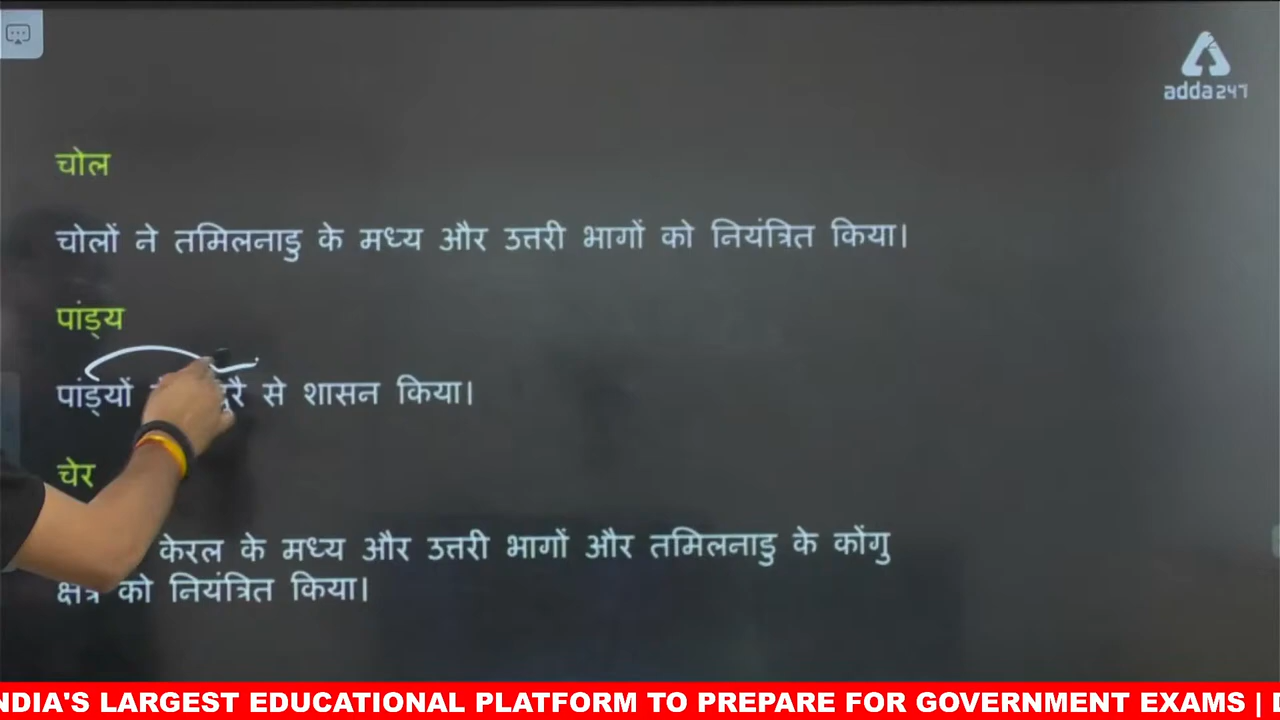 adda247
चोल
चोलों ने तमिलनाडु के मध्य और उत्तरी भागों को नियंत्रित किया।
पांड्य
पांड्यों से शासन किया।
चेर
केरल के मध्य और उत्तरी भागों और तमिलनाडु के कोंगु
क्षेत्र को नियंत्रित किया।
NDIA'S LARGEST EDUCATIONAL PLATFORM TO PREPARE FOR GOVERNMENT EXAMS |